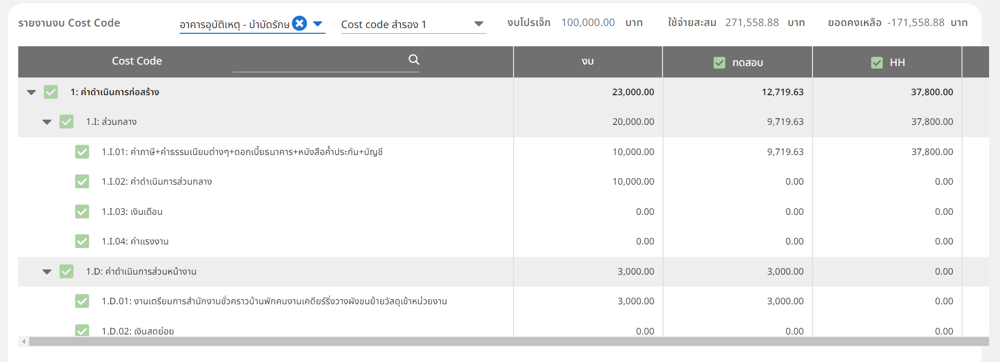 รายงานงบ Cost Code อาคารอุบัติเหตุ - บำบัดรักษ Cost code สำรอง 1 งบโปรเจ็ก 100,000.00 บาท ใช้จ่ายสะสม 271,558.88 บาท ยอดคงเหลือ -171,558.88 บาท
Cost Code งบ ทดสอบ HH
1: ค่าดำเนินการก่อสร้าง 23,000.00 12,719.63 37,800.00
1.I: ส่วนกลาง 20,000.00 9,719.63 37,800.00
1.I.01: ค่าภาษี+ค่าธรรมเนียมต่างๆ+ดอกเบี้ยธนาคาร+หนังสือค้ำประกัน+บัญชี 10,000.00 9,719.63 37,800.00
1.I.02: ค่าดำเนินการส่วนกลาง 10,000.00 0.00 0.00
1.I.03: เงินเดือน 0.00 0.00 0.00
1.I.04: ค่าแรงงาน 0.00 0.00 0.00
1.D: ค่าดำเนินการส่วนหน้างาน 3,000.00 3,000.00 0.00
1.D.01: งานเตรียมการสำนักงานชั่วคราวบ้านพักคนงานเคดียร์ริ่งวางผังขนย้ายวัสดุเข้าหน่วยงาน 3,000.00 3,000.00 0.00
1.D.02: เงินสดย่อย 0.00 0.00 0.00